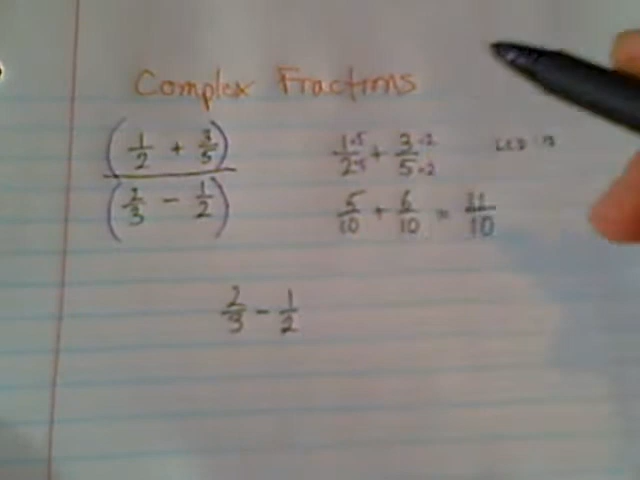 Complex Fractions
(1/2 + 3/5) / (2/3 - 1/2)
1·5/2·5 + 3·2/5·2
5/10 + 6/10 = 11/10
2/3 - 1/2